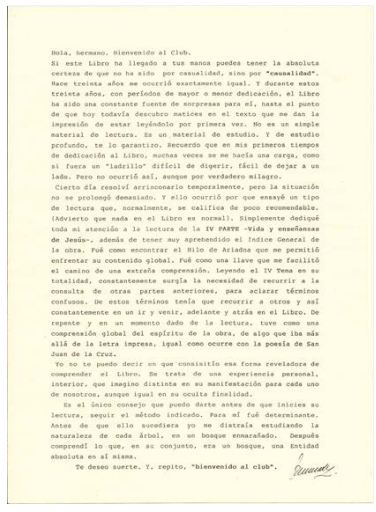 Hola, hermano. Bienvenido al Club.
Si este Libro ha llegado a tus manos puedes tener la absoluta
certeza de que no ha sido por casualidad, sino por "causalidad".
Hace treinta años me ocurrió exactamente igual. Y durante estos
treinta años, con períodos de mayor o menor dedicación, el Libro
ha sido una constante fuente de sorpresas para mí, hasta el punto
de que hoy todavía descubro matices en el texto que me dan la
impresión de estar leyéndolo por primera vez. No es un simple
material de lectura. Es un material de estudio. Y de estudio
profundo, te lo garantizo. Recuerdo que en mis primeros tiempos
de dedicación al Libro, muchas veces se me hacía una carga, como
si fuera un "ladrillo" difícil de digerir, fácil de dejar a un
lado. Pero no ocurrió así, aunque por verdadero milagro.
Cierto día resolví arrinconarlo temporalmente, pero la situación
no se prolongó demasiado. Y ello ocurrió por que ensayé un tipo
de lectura que, normalmente, se califica de poco recomendable.
(Advierto que nada en el Libro es normal). Simplemente dediqué
toda mi atención a la lectura de la IV PARTE -Vida y enseñanzas
de Jesús-, además de tener muy aprehendido el Indice General de
la obra. Fué como encontrar el Hilo de Ariadna que me permitió
enfrentar su contenido global. Fué como una llave que me facilitó
el camino de una extraña comprensión. Leyendo el IV Tema en su
totalidad, constantemente surgía la necesidad de recurrir a la
consulta de otras partes anteriores, para aclarar términos
confusos. De estos términos tenía que recurrir a otros y así
constantemente en un ir y venir, adelante y atrás en el Libro. De
repente y en un momento dado de la lectura, tuve como una
comprensión global del espíritu de la obra, de algo que iba más
allá de la letra impresa, igual como ocurre con la poesía de San
Juan de la Cruz.
Yo no te puedo decir en que consistió esa forma reveladora de
comprender el Libro. Se trata de una experiencia personal,
interior, que imagino distinta en su manifestación para cada uno
de nosotros, aunque igual en su oculta finalidad.
Es el único consejo que puedo darte antes de que inicies su
lectura, seguir el método indicado. Para mí fué determinante.
Antes de que ello sucediera yo me distraía estudiando la
naturaleza de cada árbol, en un bosque enmarañado. Después
comprendí lo que, en su conjunto, era un bosque, una Entidad
absoluta en sí misma.
Te deseo suerte. Y, repito, "bienvenido al club".